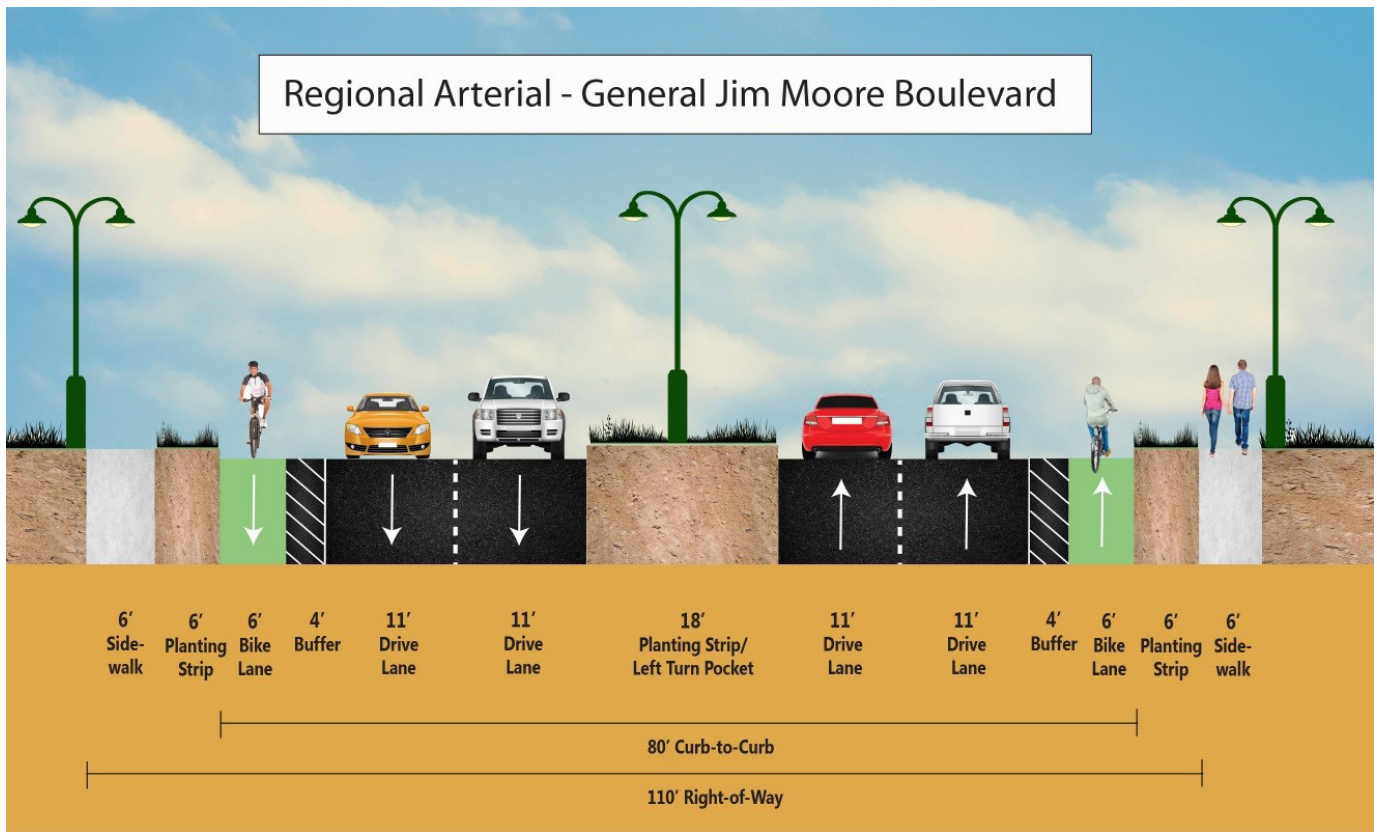 Regional Arterial - General Jim Moore Boulevard
6’
Side-
walk
6’
Planting
Strip
6’
Bike
Lane
4’
Buffer
11’
Drive
Lane
11’
Drive
Lane
18’
Planting Strip/
Left Turn Pocket
11’
Drive
Lane
11’
Drive
Lane
4’
Buffer
6’
Bike
Lane
6’
Planting
Strip
6’
Side-
walk
80’ Curb-to-Curb
110’ Right-of-Way